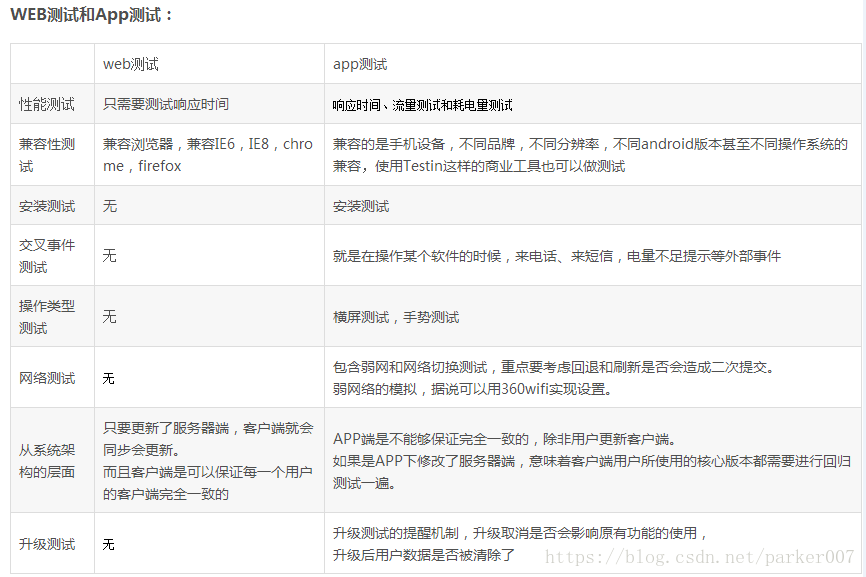 WEB测试和App测试：
web测试 app测试
性能测试 只需要测试响应时间 响应时间、流量测试和耗电量测试
兼容性测
试
兼容浏览器，兼容IE6，IE8，chro
me，firefox
兼容的是手机设备，不同品牌，不同分辨率，不同android版本甚至不同操作系统的
兼容，使用Testin这样的商业工具也可以做测试
安装测试 无 安装测试
交叉事件
测试
无
就是在操作某个软件的时候，来电话、来短信，电量不足提示等外部事件
操作类型
测试
无
横屏测试，手势测试
网络测试
无
包含弱网和网络切换测试，重点要考虑回退和刷新是否会造成二次提交。
弱网络的模拟，据说可以用360wifi实现设置。
从系统架
构的层面
只要更新了服务器端，客户端就会
同步会更新。
而且客户端是可以保证每一个用户
的客户端完全一致的
APP端是不能够保证完全一致的，除非用户更新客户端。
如果是APP下修改了服务器端，意味着客户端用户所使用的核心版本都需要进行回归
测试一遍。
升级测试
无
升级测试的提醒机制，升级取消是否会影响原有功能的使用，
升级后用户数据是否被清除了
https://blog.csdn.net/parker007